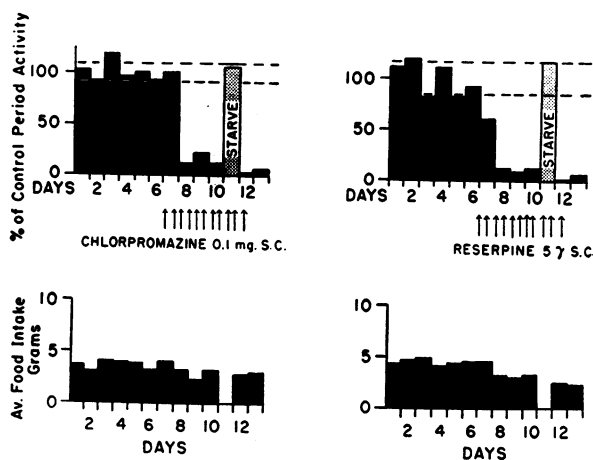 % of Control Period Activity
100
50
0
STARVE
DAYS 2 4 6 8 10 12
CHLORPROMAZINE 0.1 mg. S.C.
100
50
0
STARVE
DAYS 2 4 6 8 10 12
RESERPINE 5 γ S.C.
Av. Food Intake
Grams
10
5
0
2 4 6 8 10 12
DAYS
10
5
0
2 4 6 8 10 12
DAYS